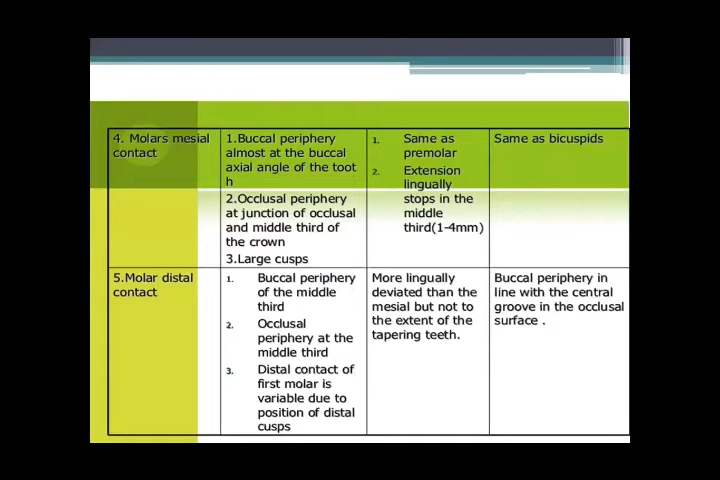 4. Molars mesial
contact
1.Buccal periphery
almost at the buccal
axial angle of the toot
h
2.Occlusal periphery
at junction of occlusal
and middle third of
the crown
3.Large cusps
1. Same as
premolar
2. Extension
lingually
stops in the
middle
third(1-4mm)
Same as bicuspids
5.Molar distal
contact
1. Buccal periphery
of the middle
third
2. Occlusal
periphery at the
middle third
3. Distal contact of
first molar is
variable due to
position of distal
cusps
More lingually
deviated than the
mesial but not to
the extent of the
tapering teeth.
Buccal periphery in
line with the central
groove in the occlusal
surface .